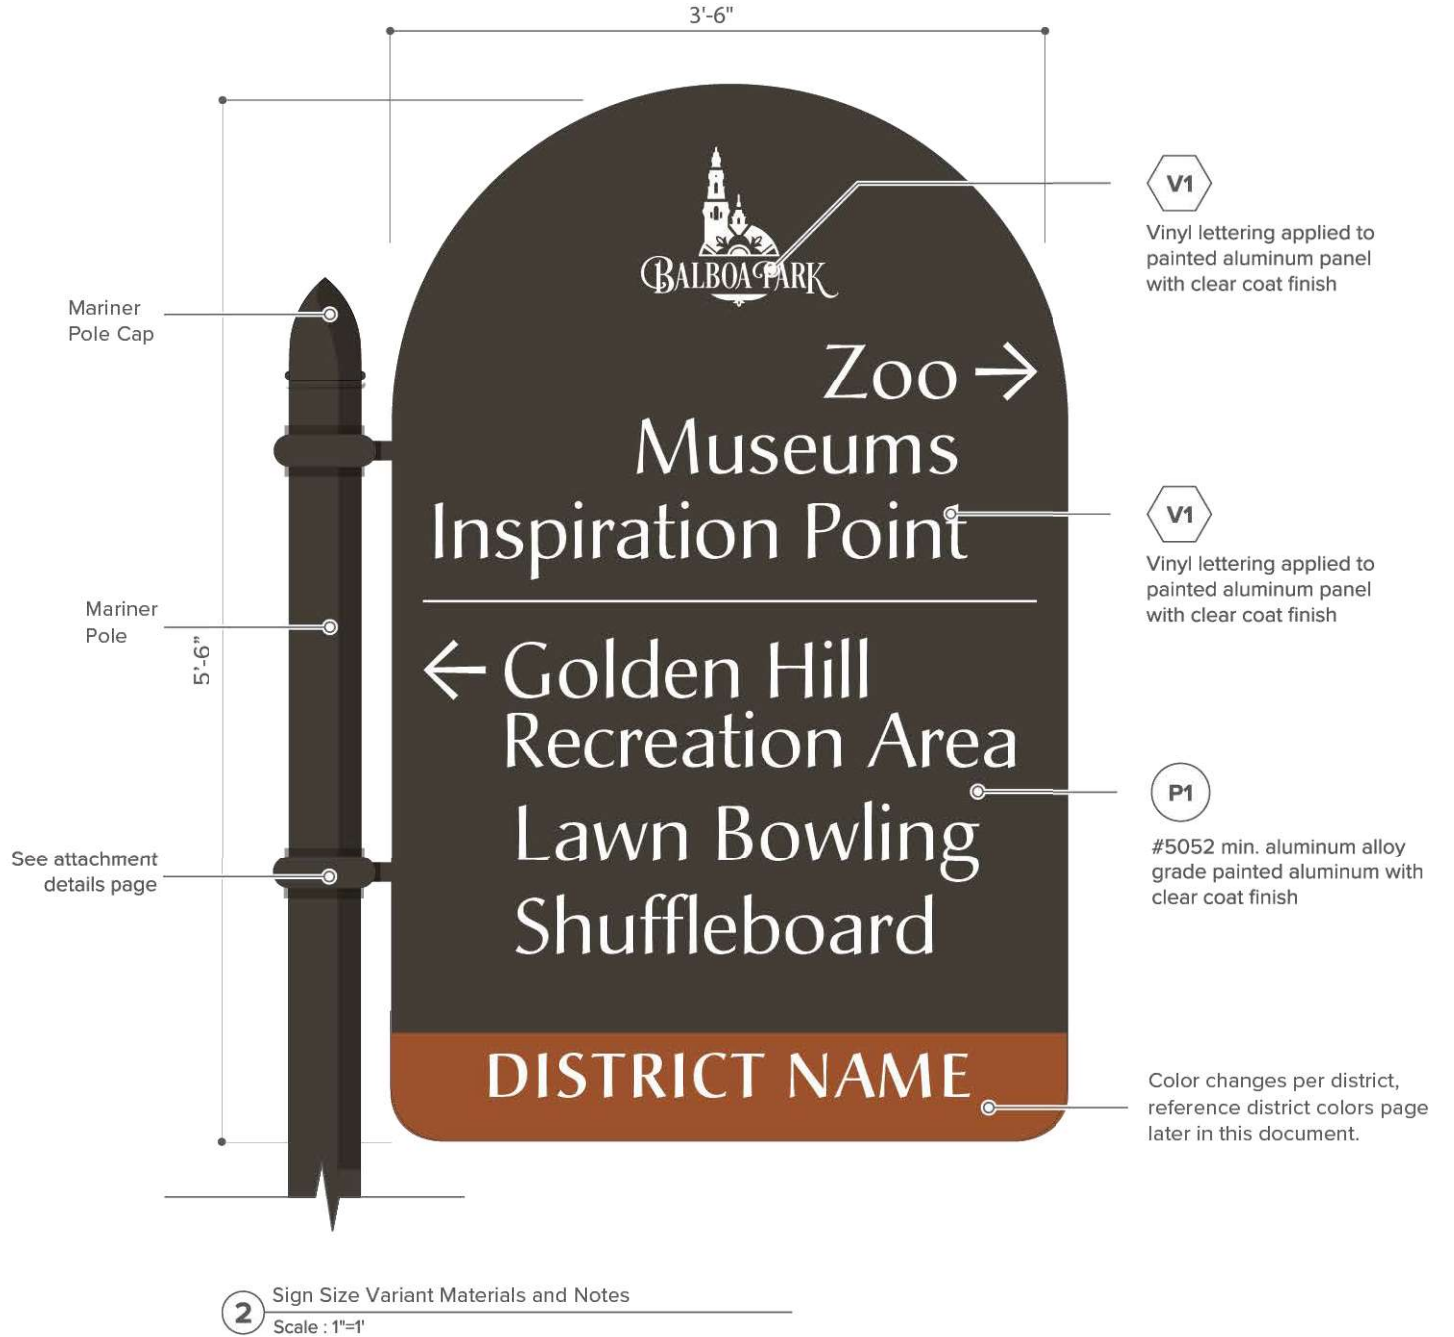 3'-6"
V1
Vinyl lettering applied to
painted aluminum panel
with clear coat finish
BALBOA PARK
Mariner
Pole Cap
Zoo →
Museums
Inspiration Point
V1
Vinyl lettering applied to
painted aluminum panel
with clear coat finish
Mariner
Pole
5'-6"
← Golden Hill
Recreation Area
Lawn Bowling
Shuffleboard
P1
#5052 min. aluminum alloy
grade painted aluminum with
clear coat finish
See attachment
details page
DISTRICT NAME
Color changes per district,
reference district colors page
later in this document.
2
Sign Size Variant Materials and Notes
Scale : 1"=1'